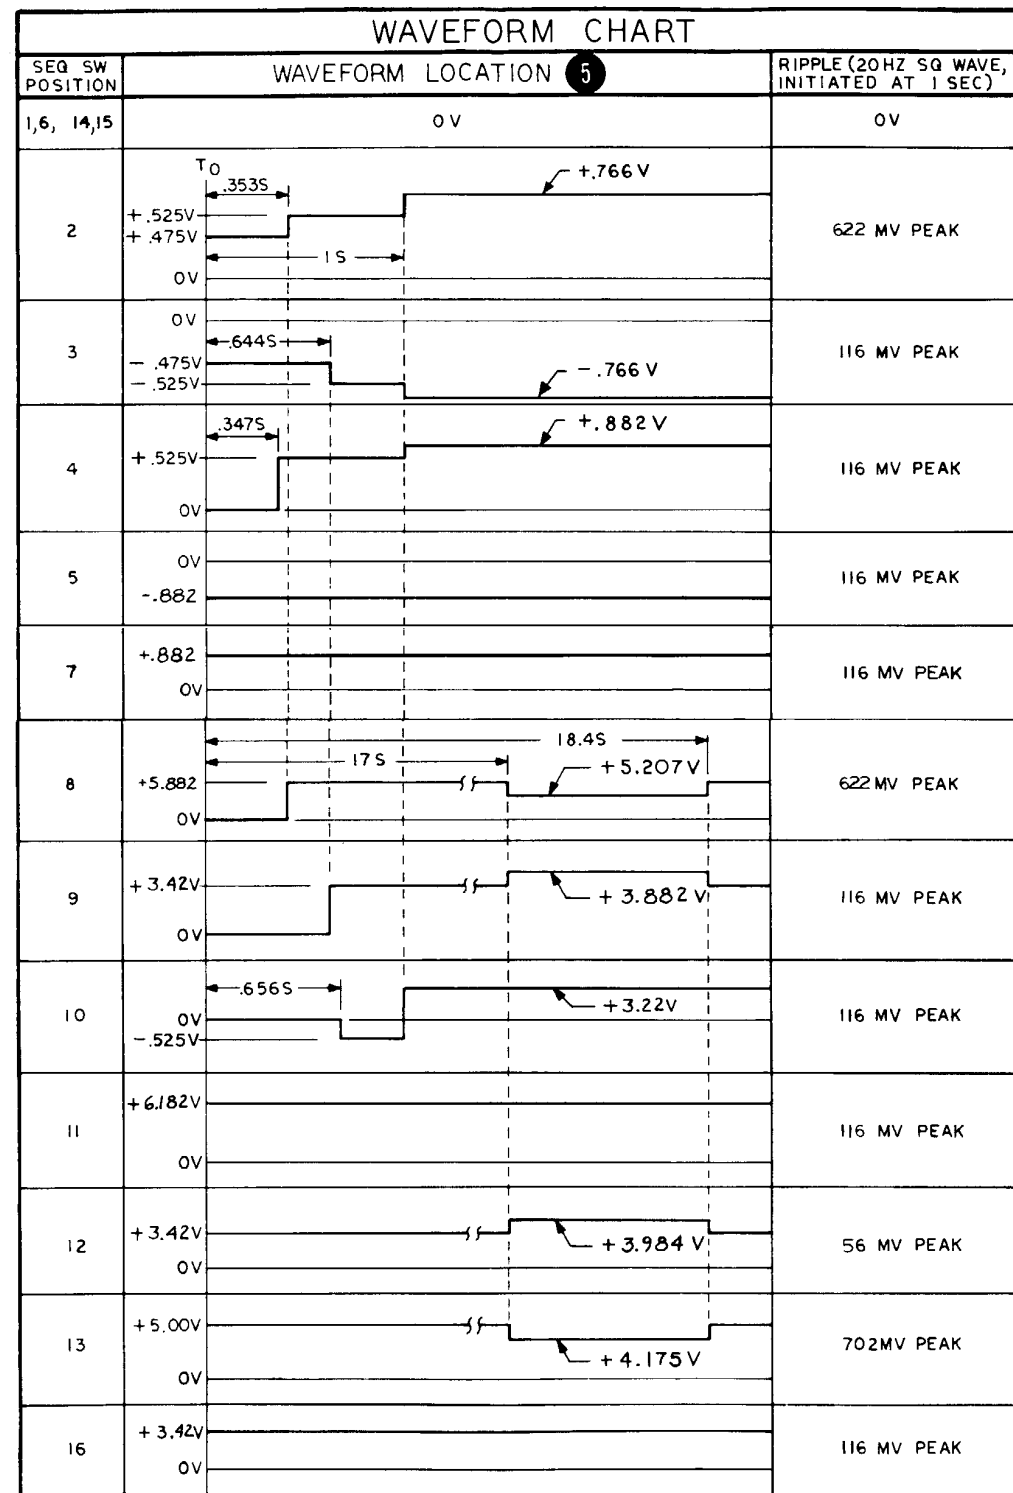 WAVEFORM CHART
SEQ SW POSITION
WAVEFORM LOCATION 5
RIPPLE (20HZ SQ WAVE, INITIATED AT 1 SEC)
1,6, 14,15
0V
0V
TO
.353S
+.766V
+.525V
+.475V
2
1S
0V
622 MV PEAK
0V
.644S
3
-.475V
-.525V
-.766V
116 MV PEAK
.347S
+.882V
4
+.525V
0V
116 MV PEAK
0V
5
-.882
116 MV PEAK
+.882
7
0V
116 MV PEAK
18.4S
17S
+5.207V
8
+5.882
0V
622MV PEAK
+3.42V
9
+3.882V
0V
116 MV PEAK
.656S
+3.22V
10
0V
-.525V
116 MV PEAK
+6.182V
11
0V
116 MV PEAK
+3.42V
12
+3.984V
0V
56 MV PEAK
+5.00V
13
+4.175V
0V
702MV PEAK
+3.42V
16
0V
116 MV PEAK